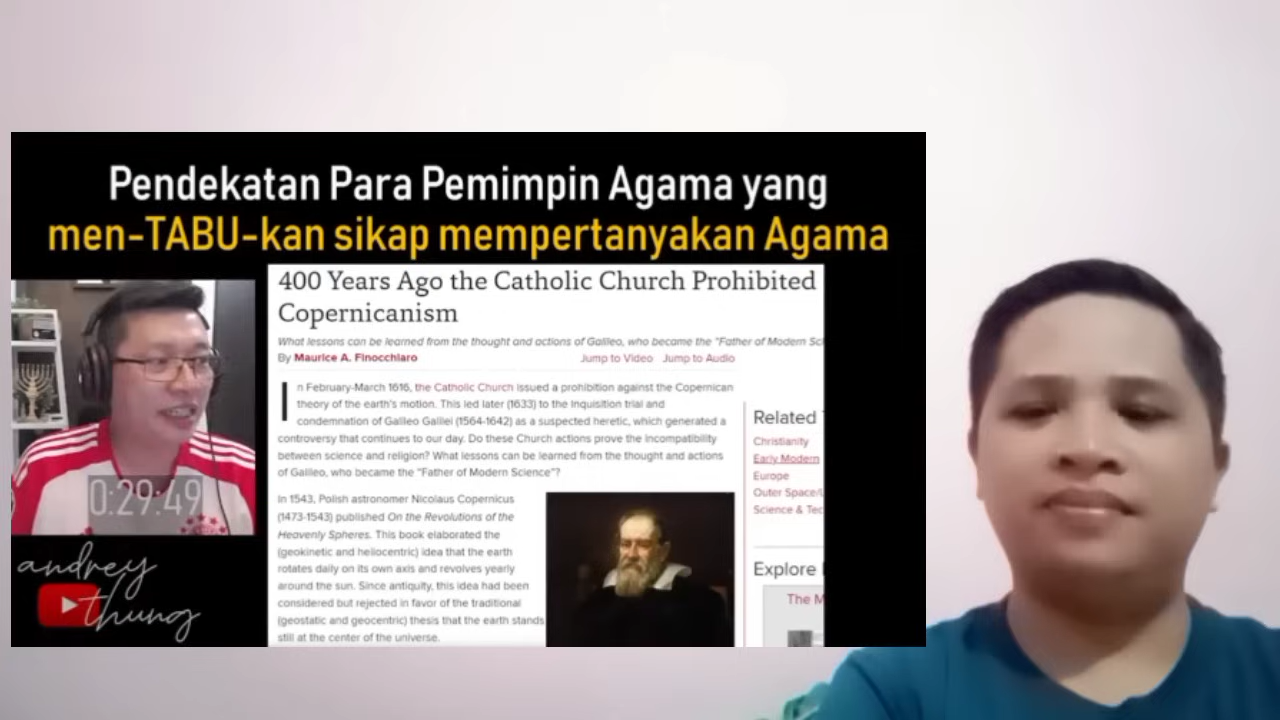 Pendekatan Para Pemimpin Agama yang
men-TABU-kan sikap mempertanyakan Agama
400 Years Ago the Catholic Church Prohibited
Copernicanism
What lessons can be learned from the thought and actions of Galileo, who became the "Father of Modern
By Maurice A. Finocchiaro
Jump to Video Jump to Audio
In February-March 1616, the Catholic Church issued a prohibition against the Copernican
theory of the earth's motion. This led later (1633) to the Inquisition trial and
condemnation of Galileo Galilei (1564-1642) as a suspected heretic, which generated a
controversy that continues to our day. Do these Church actions prove the incompatibility
between science and religion? What lessons can be learned from the thought and actions
of Galileo, who became the "Father of Modern Science"?
In 1543, Polish astronomer Nicolaus Copernicus
(1473-1543) published On the Revolutions of the
Heavenly Spheres. This book elaborated the
(geokinetic and heliocentric) idea that the earth
rotates daily on its own axis and revolves yearly
around the sun. Since antiquity, this idea had been
considered but rejected in favor of the traditional
(geostatic and geocentric) thesis that the earth stands
still at the center of the universe.
Related
Christianity
Early Modern
Europe
Outer Space/
Science & Tec
Explore
The M
0:29:49
andrey
thung